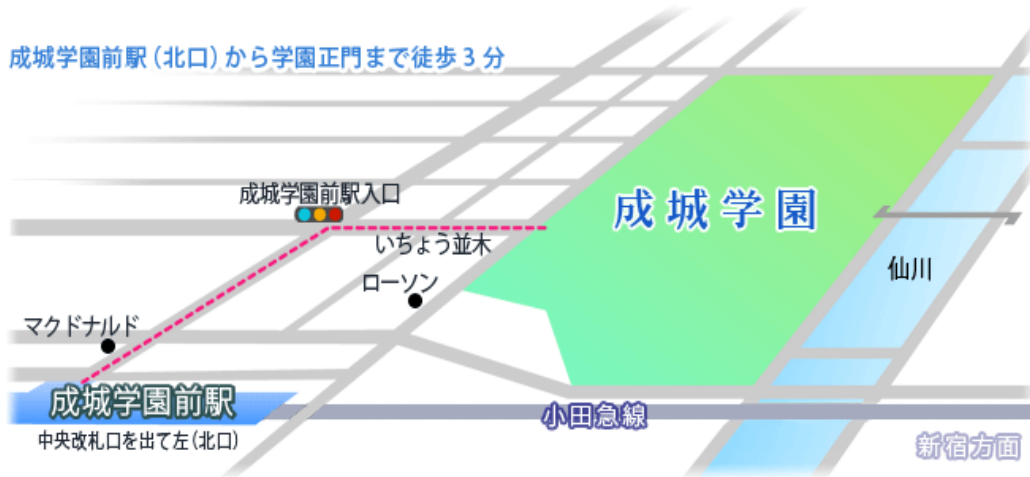 成城学園前駅(北口)から学園正門まで徒歩3分
成城学園前駅入口
成城学園
いちょう並木
仙川
ローソン
マクドナルド
成城学園前駅
小田急線
中央改札口を出て左(北口)
新宿方面